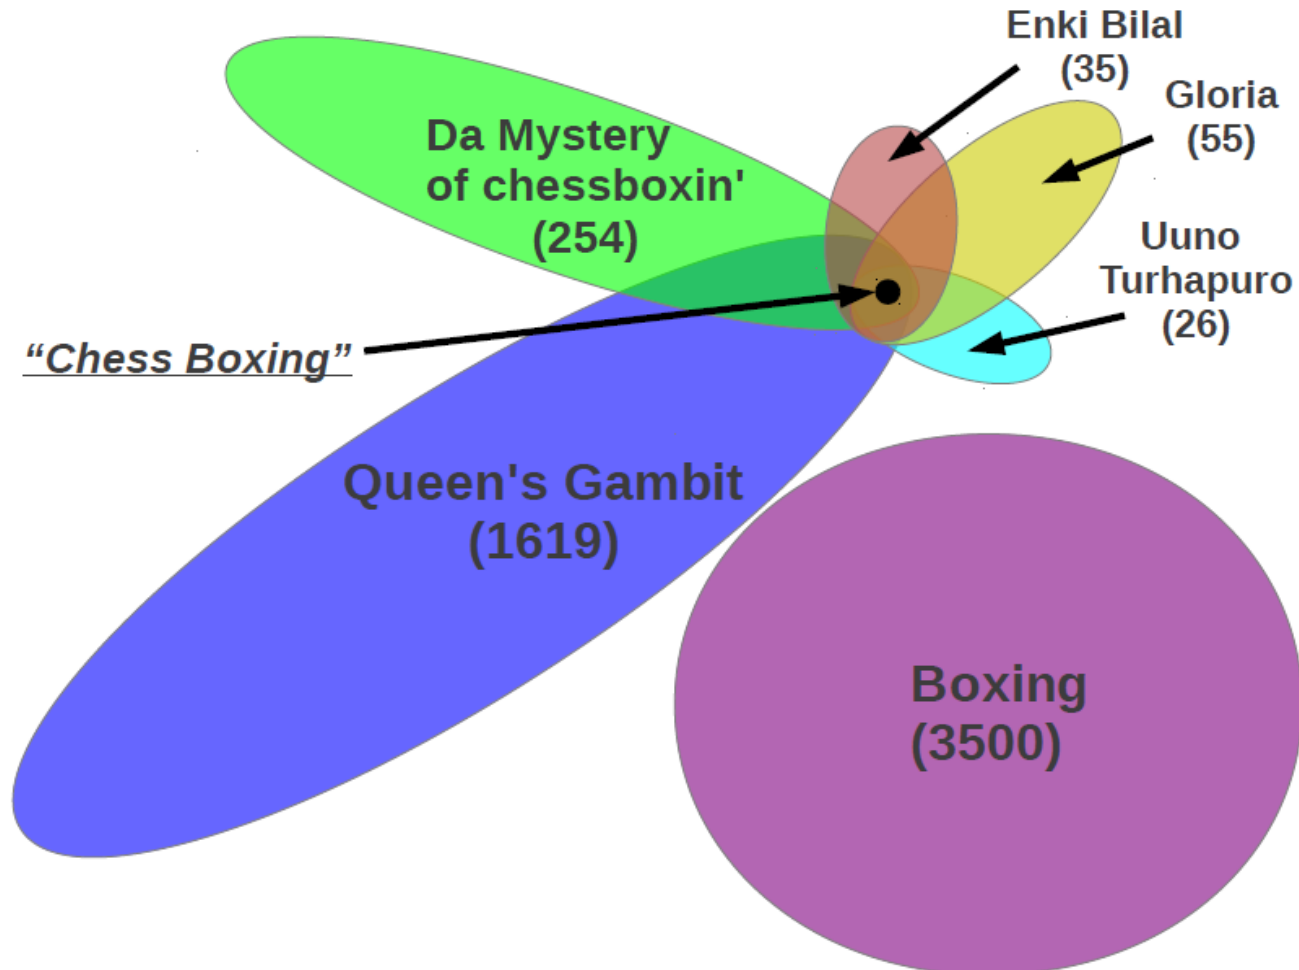 Enki Bilal
(35)
Gloria
(55)
Da Mystery
of chessboxin'
(254)
Uuno
Turhapuro
(26)
“Chess Boxing”
Queen's Gambit
(1619)
Boxing
(3500)